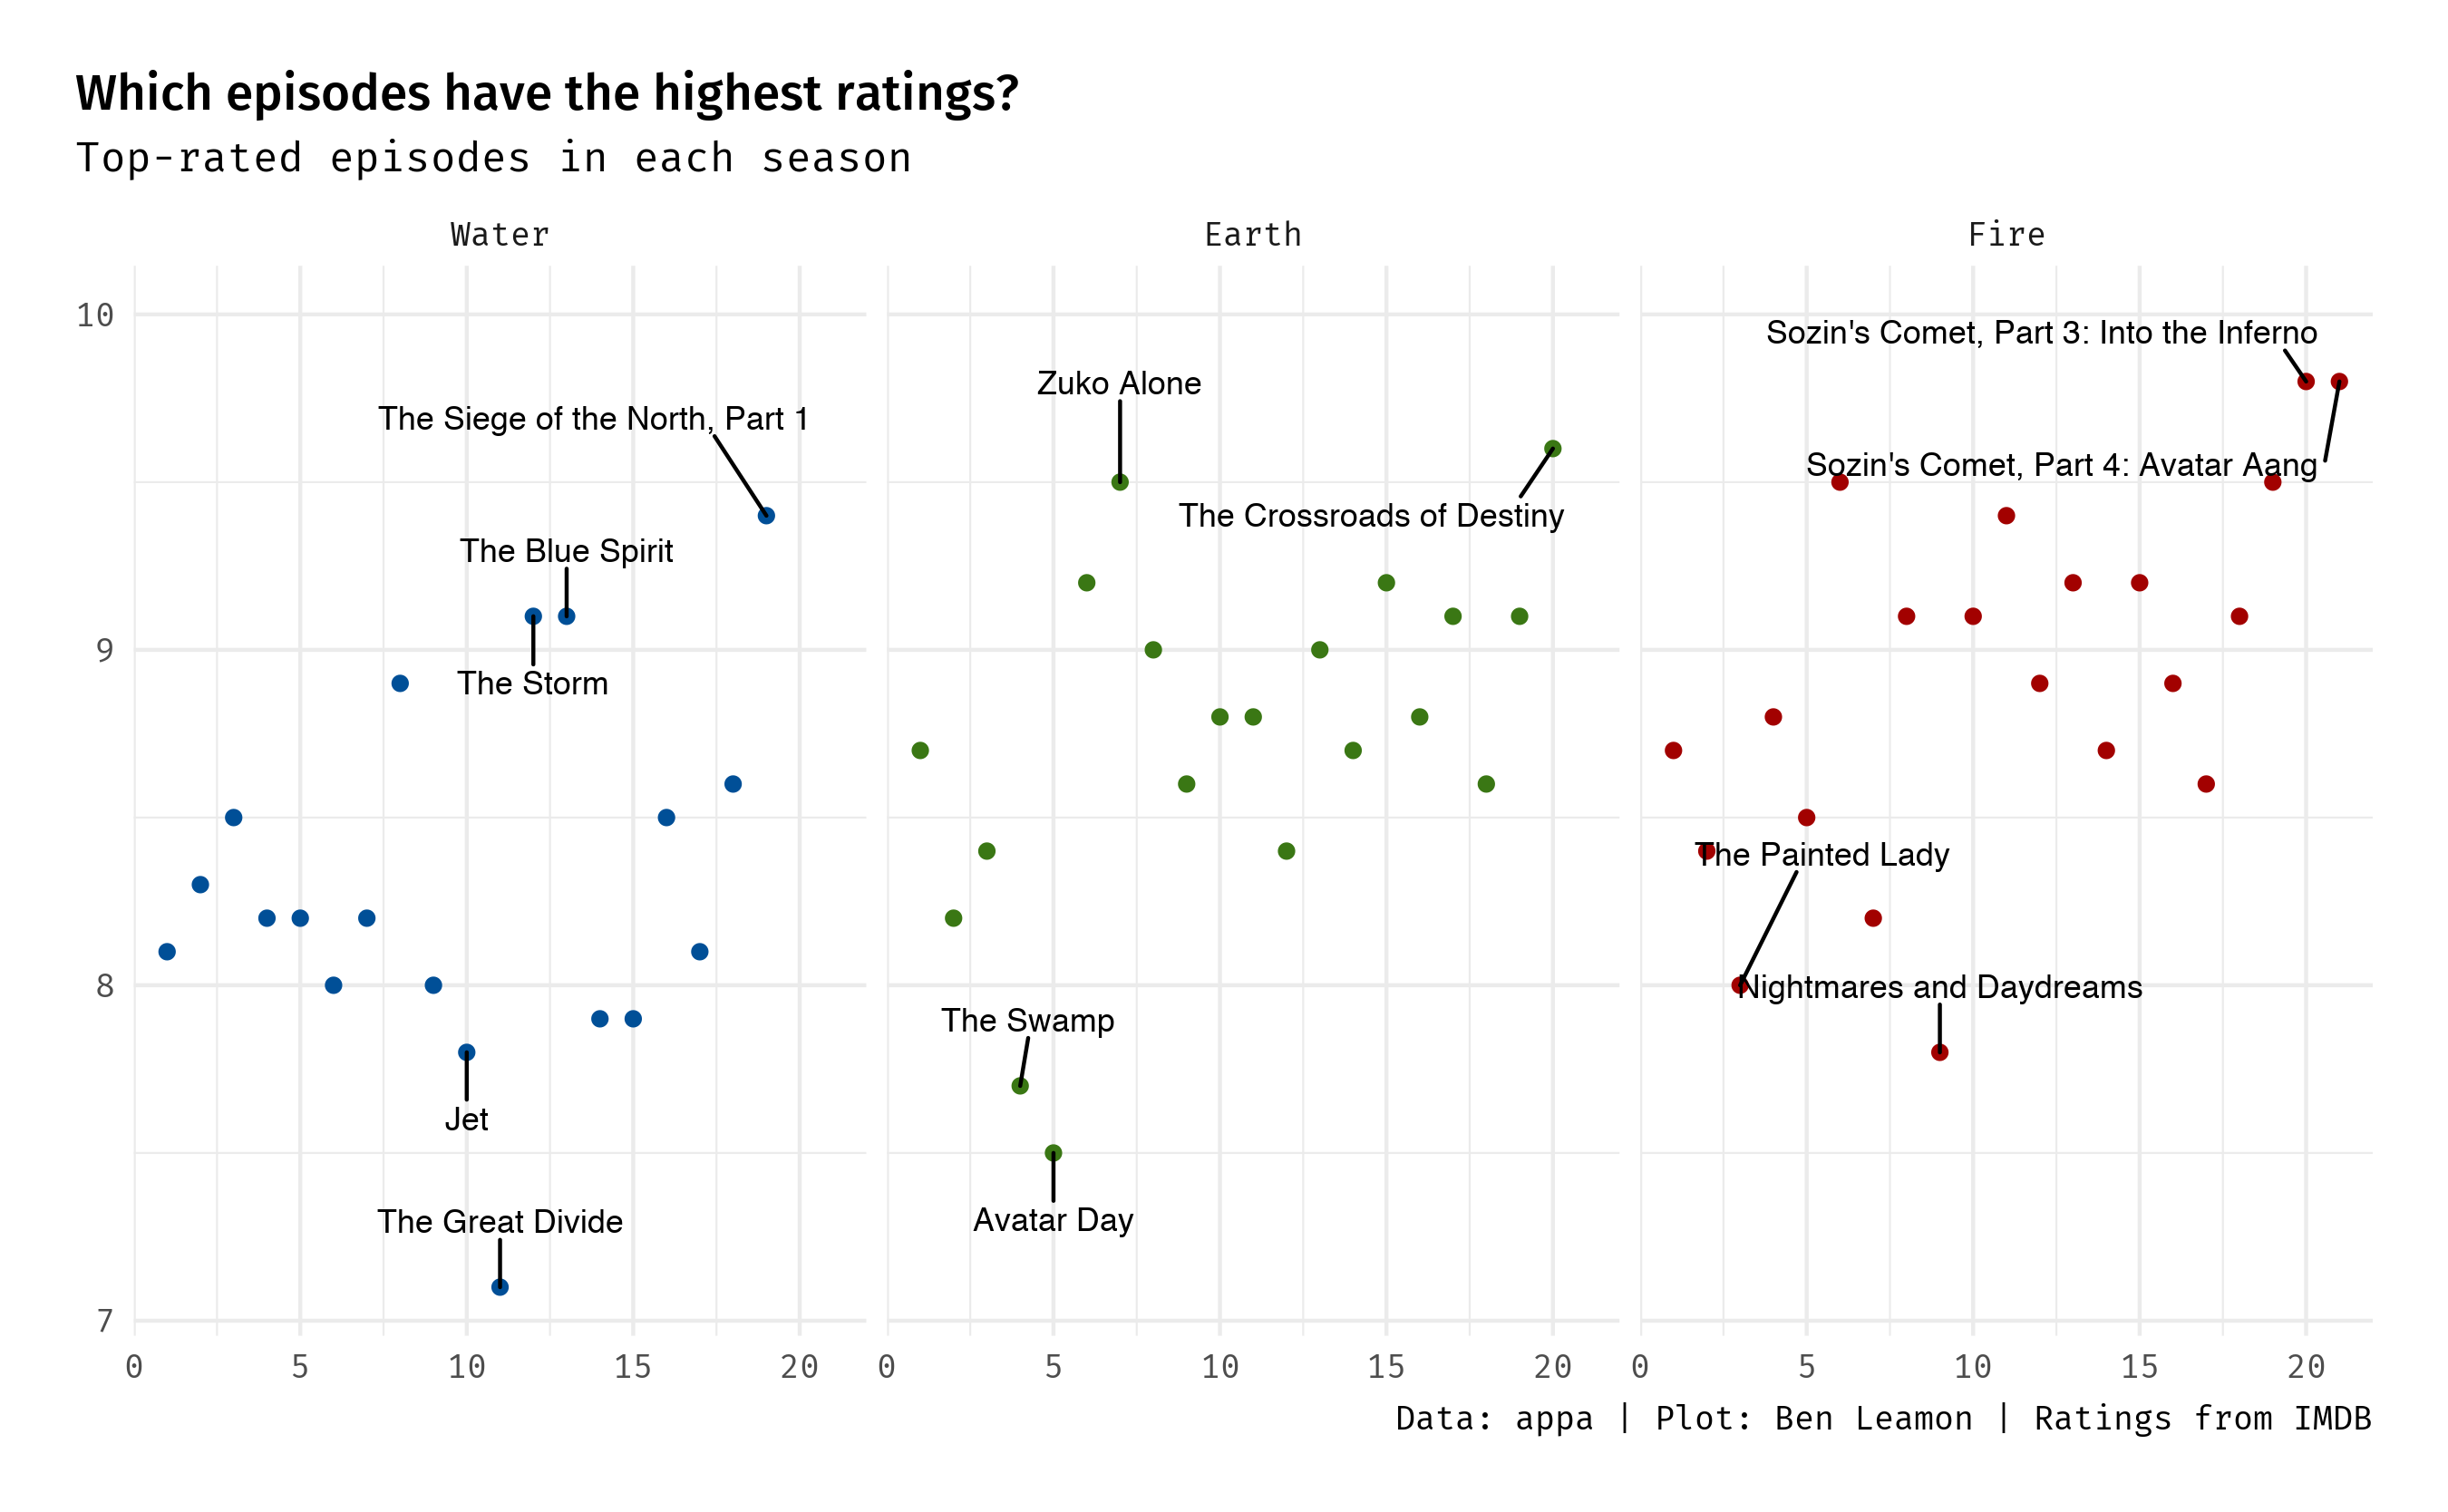 Which episodes have the highest ratings?
Top-rated episodes in each season
Water
Earth
Fire
10
9
8
7
The Siege of the North, Part 1
The Blue Spirit
The Storm
Jet
The Great Divide
Zuko Alone
The Crossroads of Destiny
The Swamp
Avatar Day
Sozin's Comet, Part 3: Into the Inferno
Sozin's Comet, Part 4: Avatar Aang
The Painted Lady
Nightmares and Daydreams
0 5 10 15 20
0 5 10 15 20
0 5 10 15 20
Data: appa | Plot: Ben Leamon | Ratings from IMDB